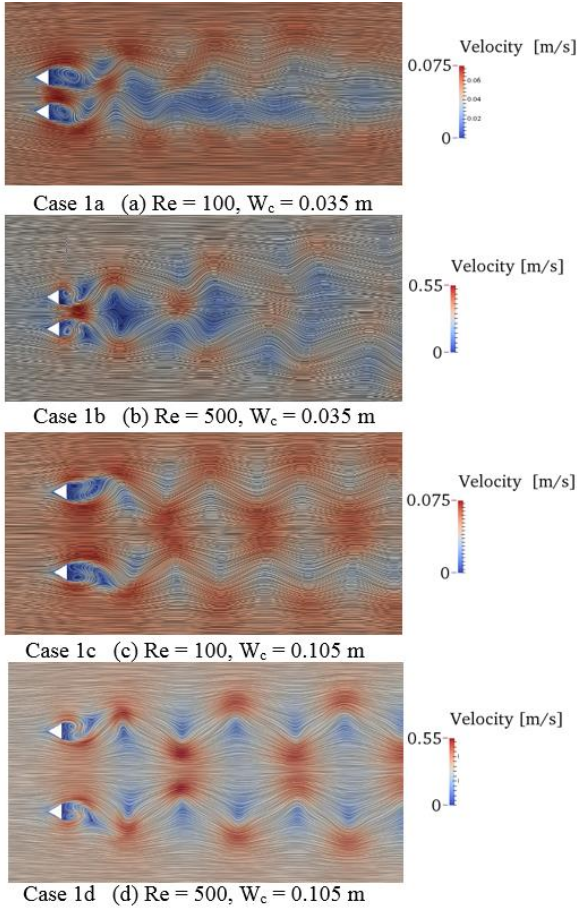 Velocity [m/s]
0.075
0.06
0.04
0.02
0
Case 1a (a) Re = 100, Wc = 0.035 m
Velocity [m/s]
0.55
0
Case 1b (b) Re = 500, Wc = 0.035 m
Velocity [m/s]
0.075
0
Case 1c (c) Re = 100, Wc = 0.105 m
Velocity [m/s]
0.55
0
Case 1d (d) Re = 500, Wc = 0.105 m